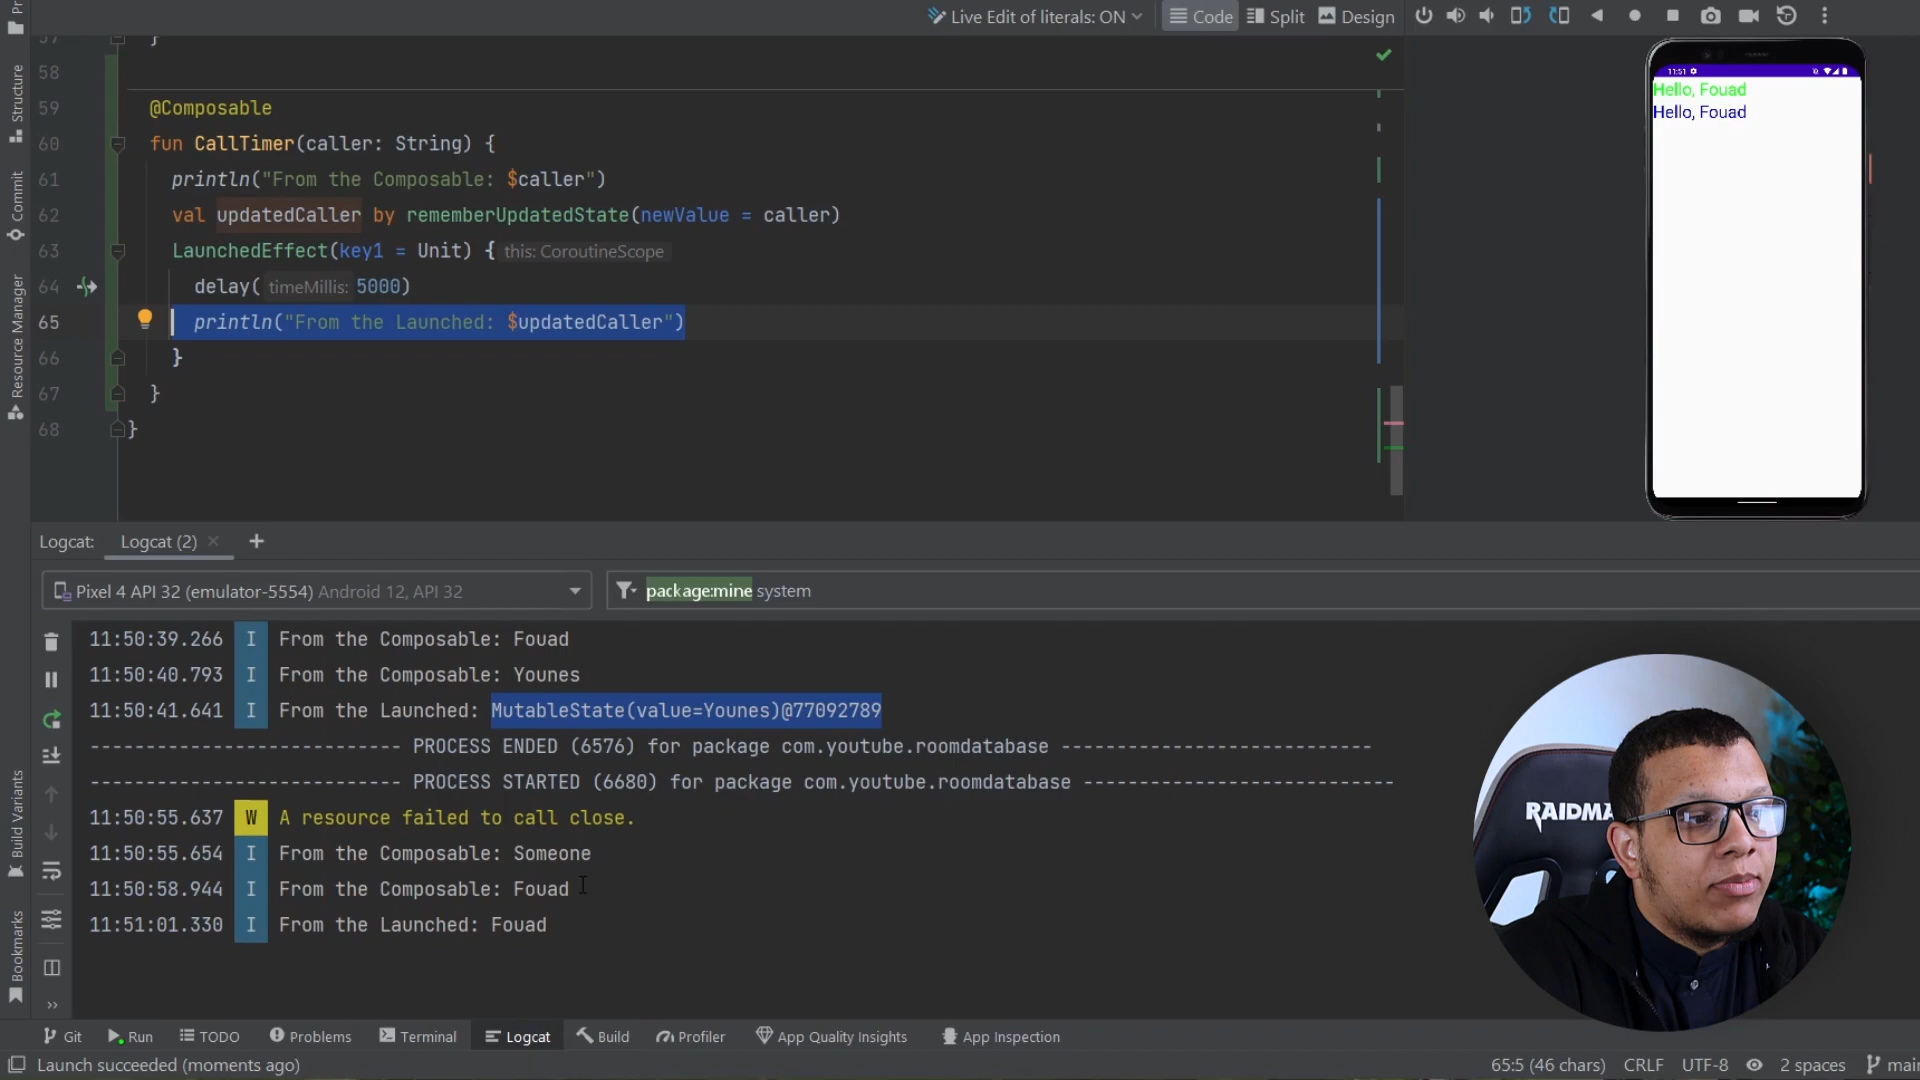 Live Edit of literals: ON
Code
Split
Design
57 }
58
59 @Composable
60 fun CallTimer(caller: String) {
61 println("From the Composable: $caller")
62 val updatedCaller by rememberUpdatedState(newValue = caller)
63 LaunchedEffect(key1 = Unit) { this: CoroutineScope
64 delay( timeMillis: 5000)
65 println("From the Launched: $updatedCaller")
66 }
67 }
68 }
Structure
Commit
Resource Manager
Build Variants
Bookmarks
11:51
Hello, Fouad
Hello, Fouad
Logcat: Logcat (2)
Pixel 4 API 32 (emulator-5554) Android 12, API 32
package:mine system
11:50:39.266 I From the Composable: Fouad
11:50:40.793 I From the Composable: Younes
11:50:41.641 I From the Launched: MutableState(value=Younes)@77092789
---------------------------- PROCESS ENDED (6576) for package com.youtube.roomdatabase ----------------------------
---------------------------- PROCESS STARTED (6680) for package com.youtube.roomdatabase ----------------------------
11:50:55.637 W A resource failed to call close.
11:50:55.654 I From the Composable: Someone
11:50:58.944 I From the Composable: Fouad
11:51:01.330 I From the Launched: Fouad
RAIDMA
Git
Run
TODO
Problems
Terminal
Logcat
Build
Profiler
App Quality Insights
App Inspection
Launch succeeded (moments ago)
65:5 (46 chars)
CRLF
UTF-8
2 spaces
main